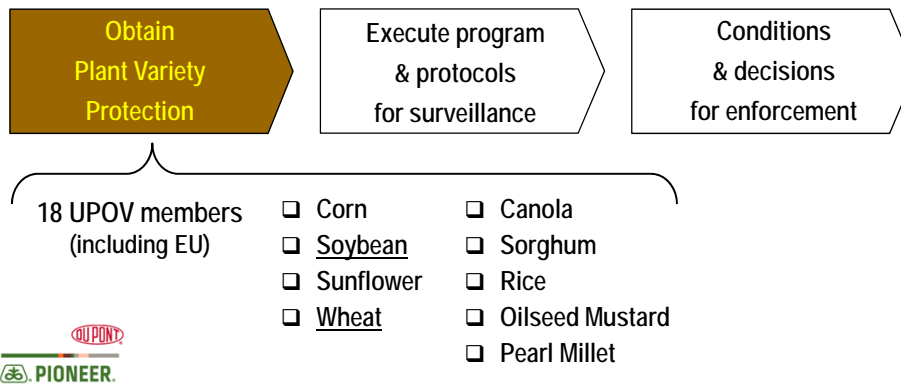 Obtain
Plant Variety
Protection
Execute program
& protocols
for surveillance
Conditions
& decisions
for enforcement
18 UPOV members
(including EU)
❑ Corn
❑ Soybean
❑ Sunflower
❑ Wheat
❑ Canola
❑ Sorghum
❑ Rice
❑ Oilseed Mustard
❑ Pearl Millet
DUPONT
PIONEER.